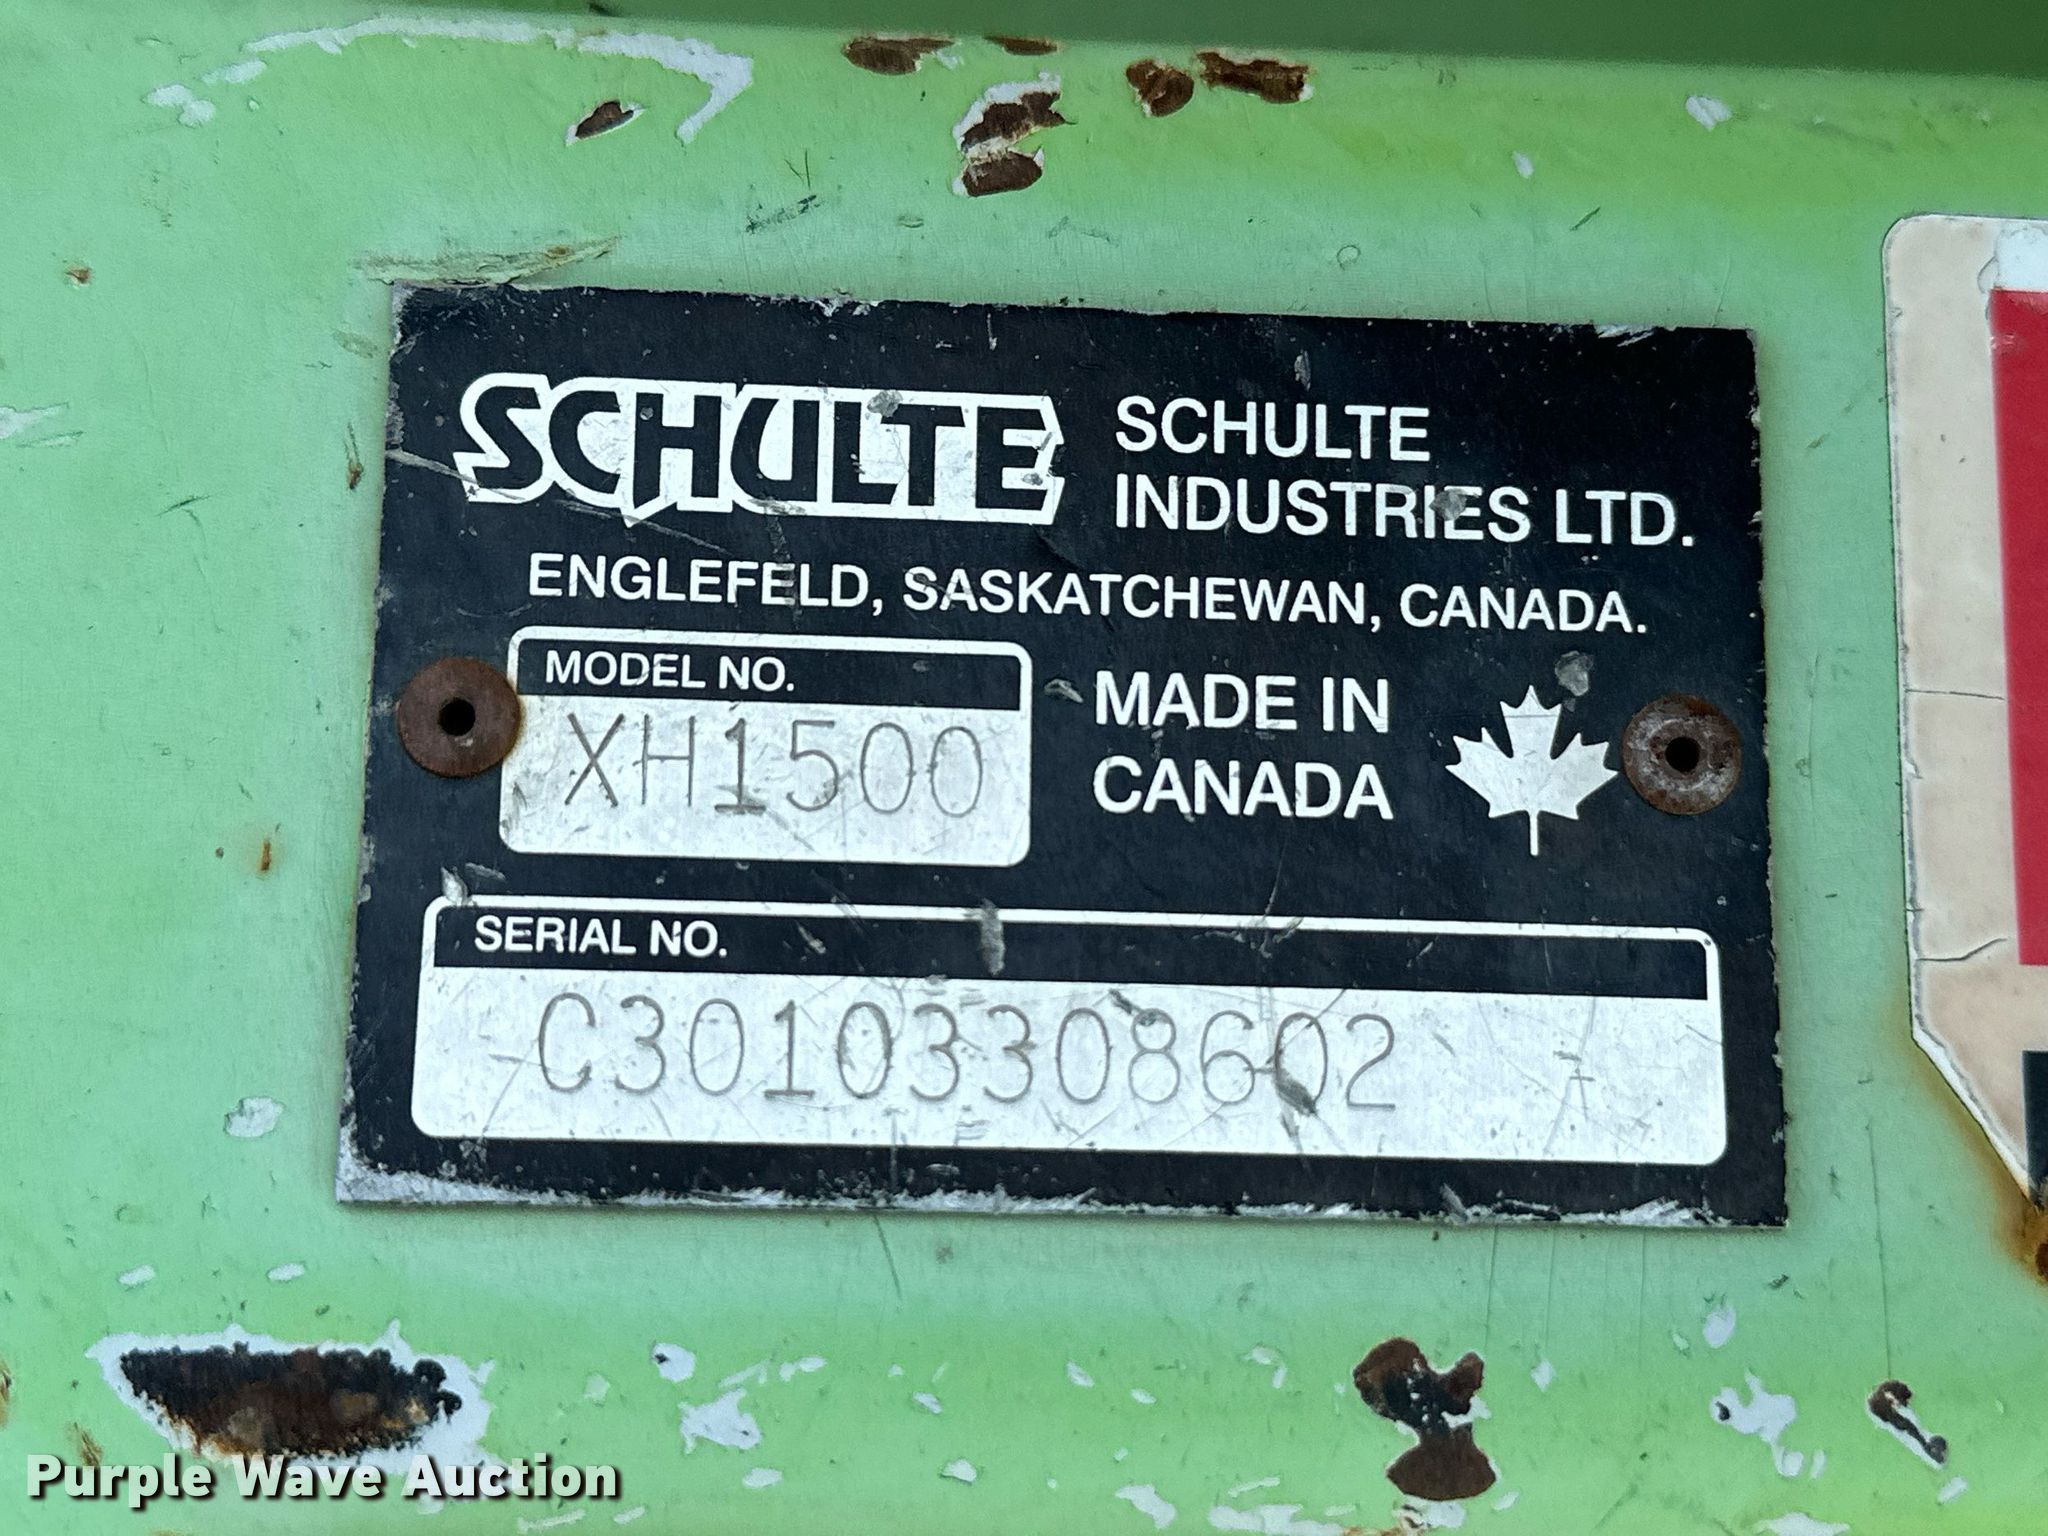 SCHULTE
SCHULTE
INDUSTRIES LTD.
ENGLEFELD, SASKATCHEWAN, CANADA.
MODEL NO.
XH1500
MADE IN
CANADA
SERIAL NO.
C30103308602
Purple Wave Auction